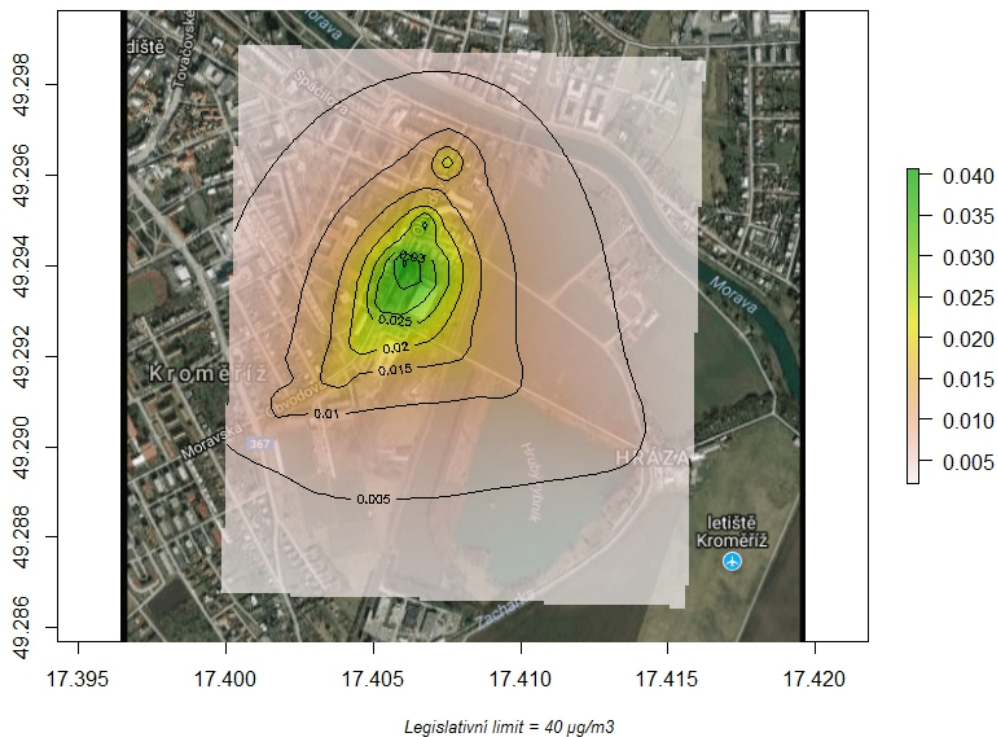 49.298
49.296
49.294
49.292
49.290
49.288
49.286
17.395
17.400
17.405
17.410
17.415
17.420
diště
Tovačovské
Morava
Spáčilova
Morava
Kroměříž
Moravská
367
HRÁZA
Hrubý rybník
letiště
Kroměříž
Zacharka
0.03
0.025
0.02
0.015
0.01
0.005
0.040
0.035
0.030
0.025
0.020
0.015
0.010
0.005
Legislativní limit = 40 µg/m3